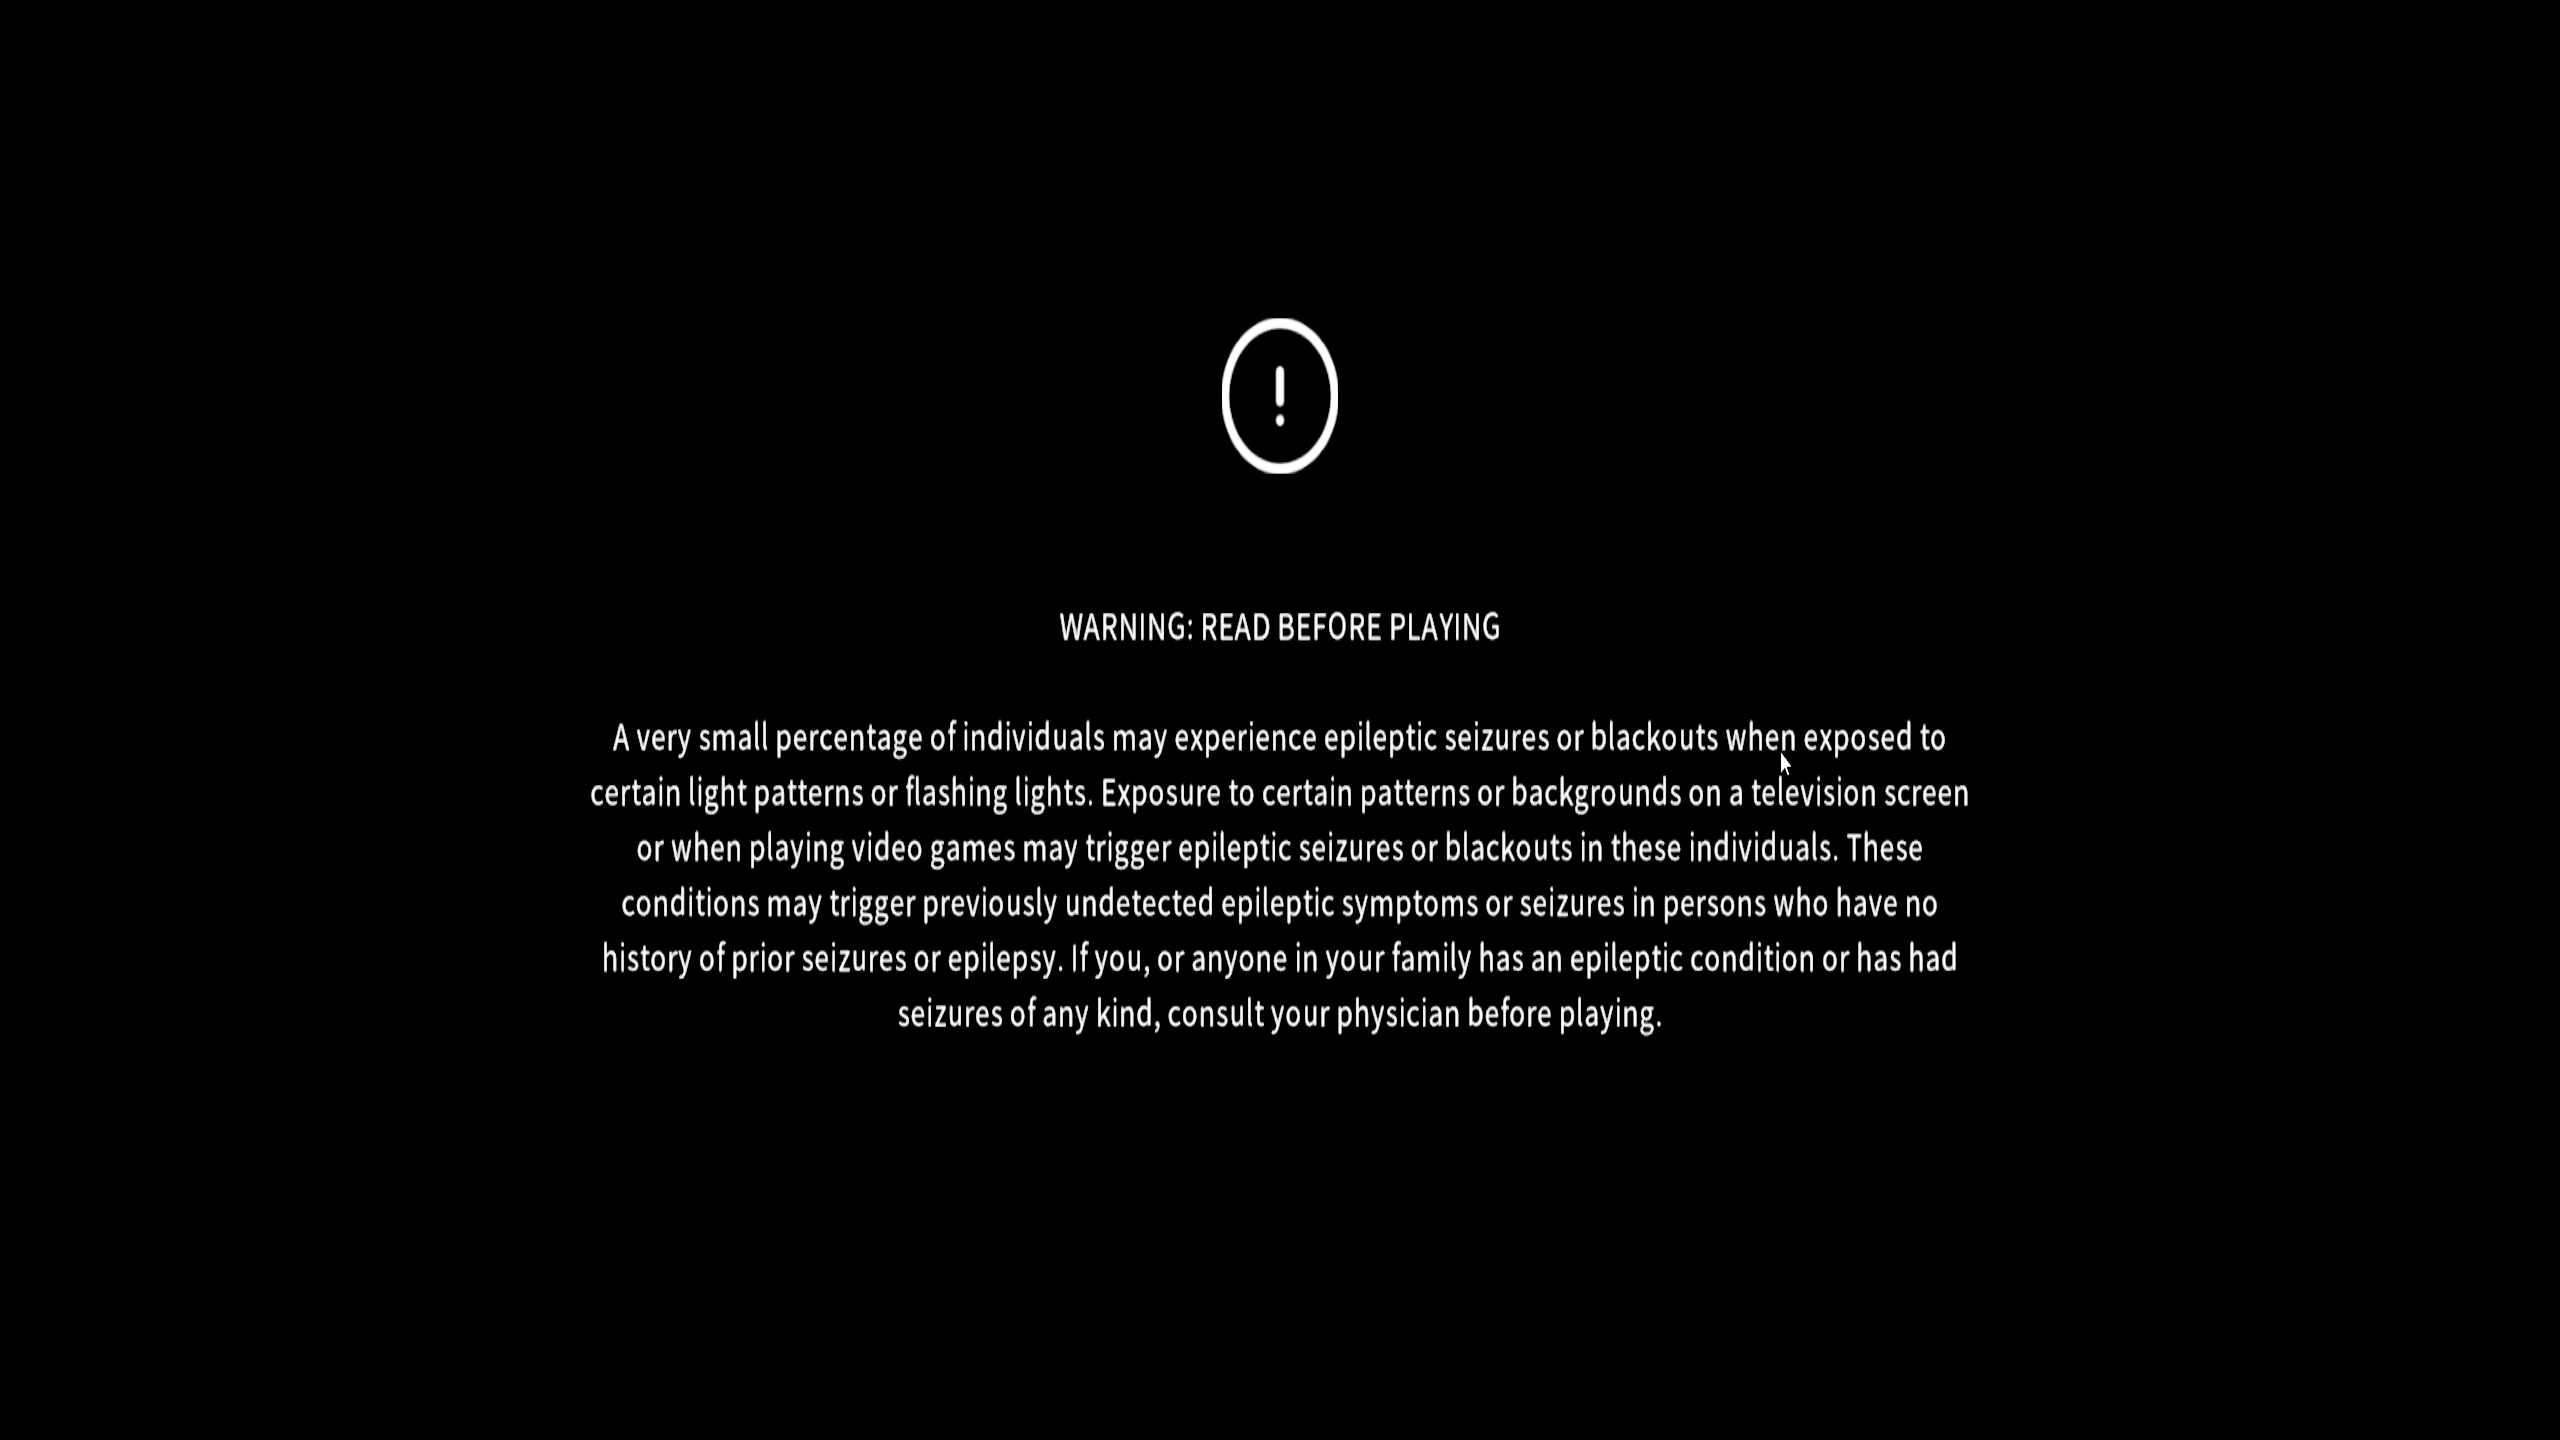 WARNING: READ BEFORE PLAYING
A very small percentage of individuals may experience epileptic seizures or blackouts when exposed to
certain light patterns or flashing lights. Exposure to certain patterns or backgrounds on a television screen
or when playing video games may trigger epileptic seizures or blackouts in these individuals. These
conditions may trigger previously undetected epileptic symptoms or seizures in persons who have no
history of prior seizures or epilepsy. If you, or anyone in your family has an epileptic condition or has had
seizures of any kind, consult your physician before playing.